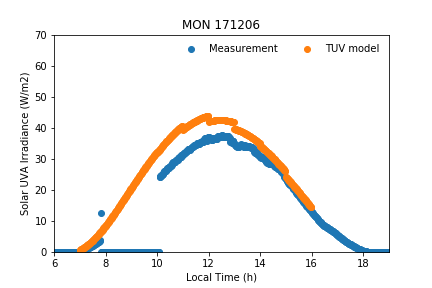 MON 171206
Measurement TUV model
70
60
50
40
30
20
10
0
Solar UVA Irradiance (W/m2)
6 8 10 12 14 16 18
Local Time (h)